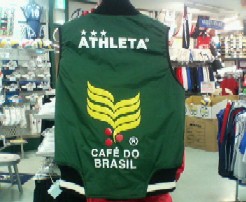 ATHLETA®
®
CAFÉ DO
BRASIL